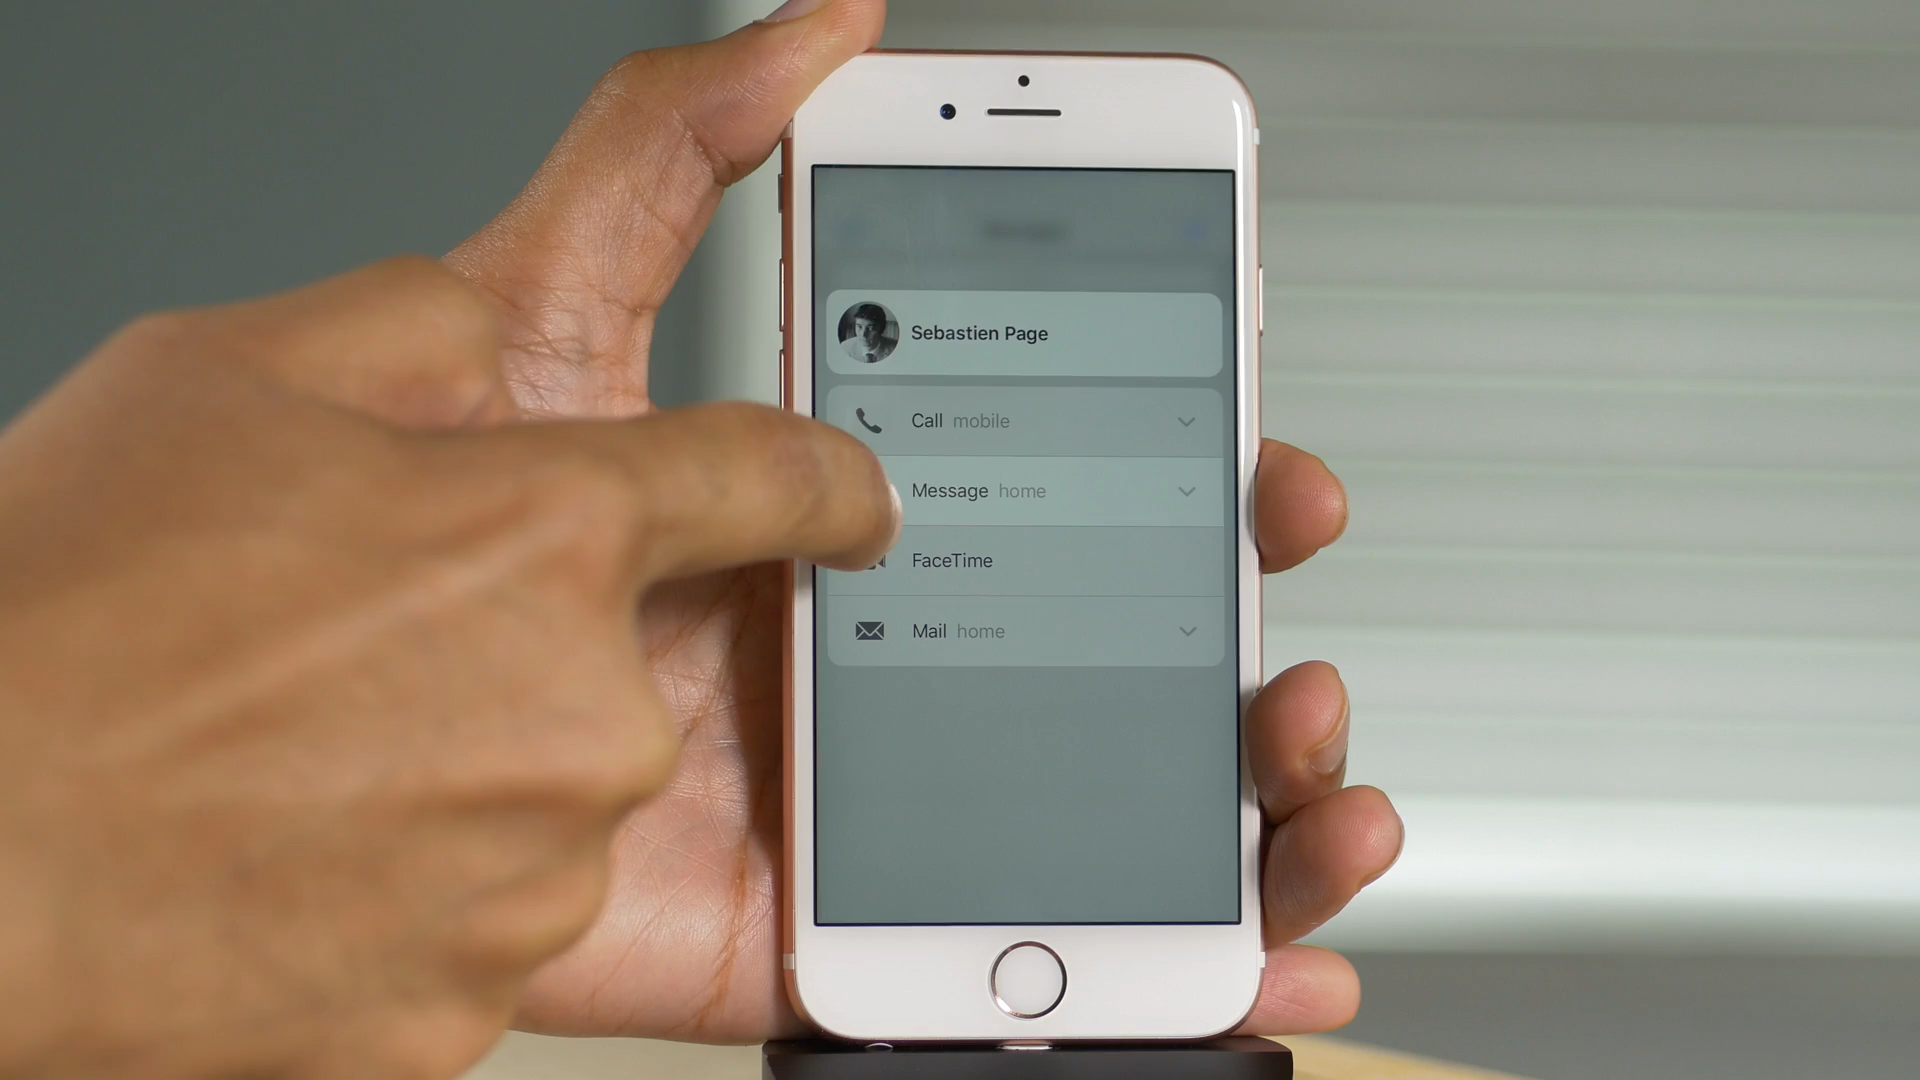 Sebastien Page
Call mobile
Message home
FaceTime
Mail home